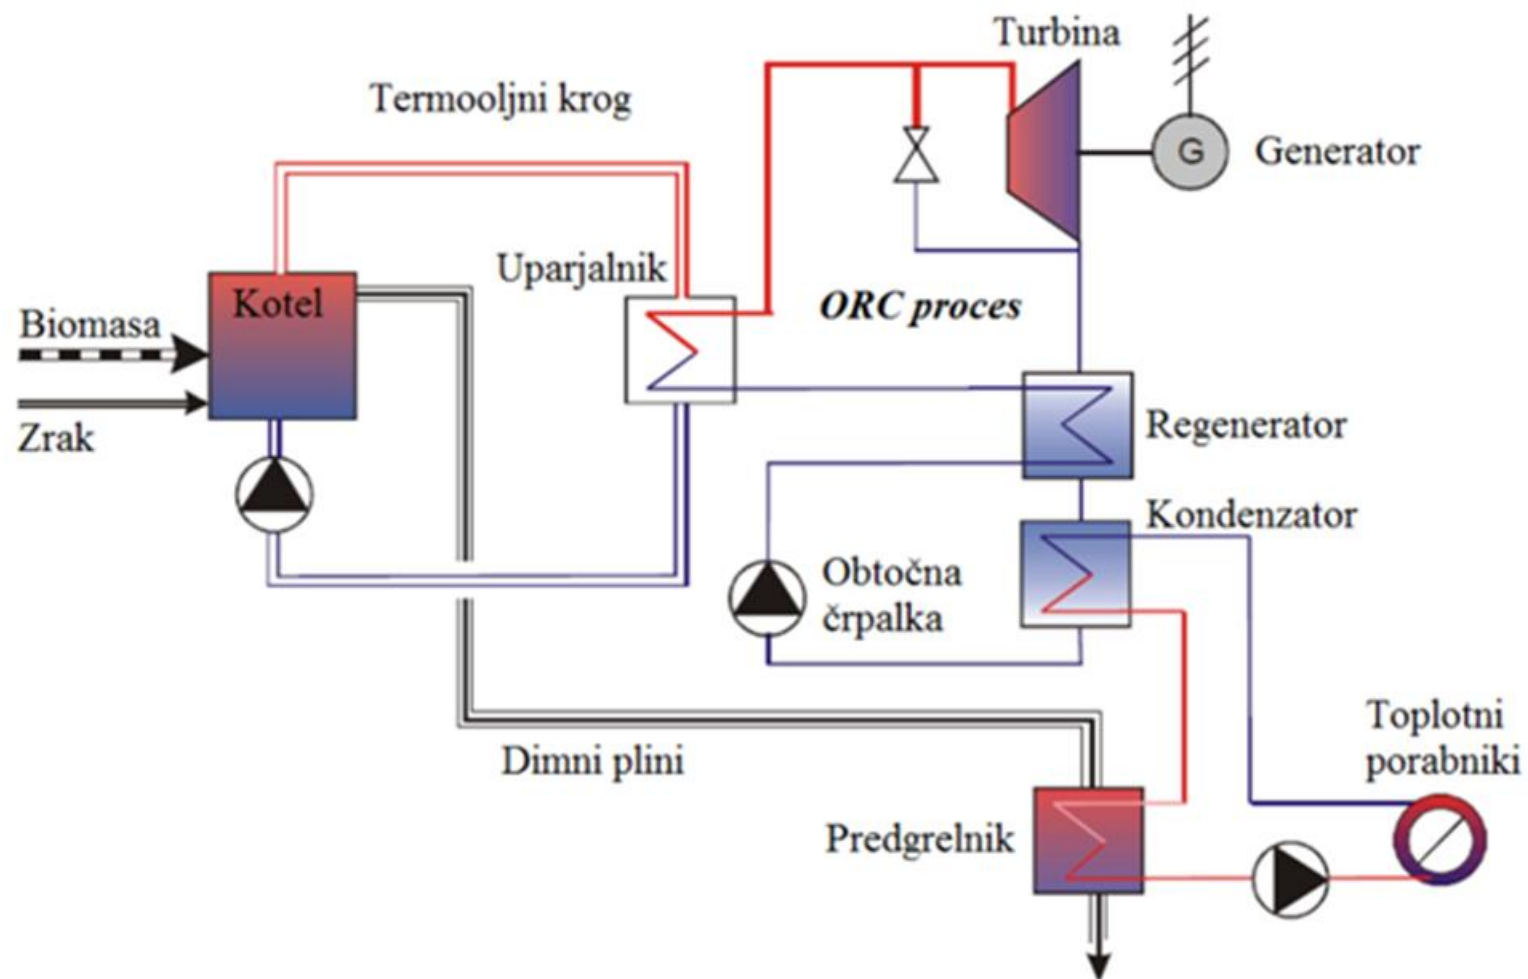 Turbina
Termooljni krog
G
Generator
Uparjalnik
Kotel
ORC proces
Biomasa
Zrak
Regenerator
Kondenzator
Obtočna
črpalka
Toplotni
porabniki
Dimni plini
Predgrelnik